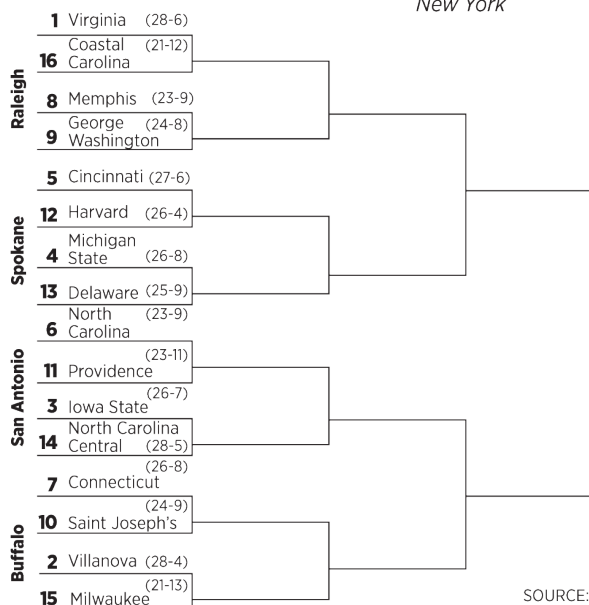 New York
1 Virginia (28-6)
Coastal (21-12)
16 Carolina
Raleigh
8 Memphis (23-9)
George (24-8)
9 Washington
5 Cincinnati (27-6)
12 Harvard (26-4)
Spokane
Michigan
4 State (26-8)
13 Delaware (25-9)
North (23-9)
6 Carolina
(23-11)
11 Providence
San Antonio
(26-7)
3 Iowa State
North Carolina
14 Central (28-5)
(26-8)
7 Connecticut
(24-9)
10 Saint Joseph's
Buffalo
2 Villanova (28-4)
(21-13)
15 Milwaukee
SOURCE: